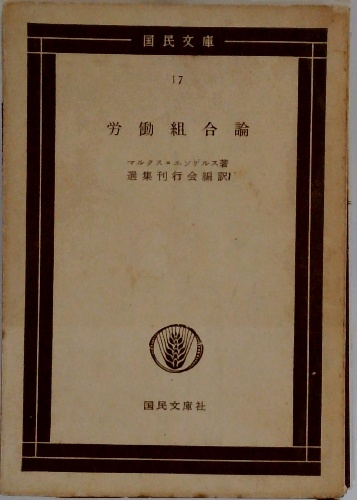 国民文庫
17
労働組合論
マルクス=エンゲルス著
選集刊行会編訳
国民文庫社